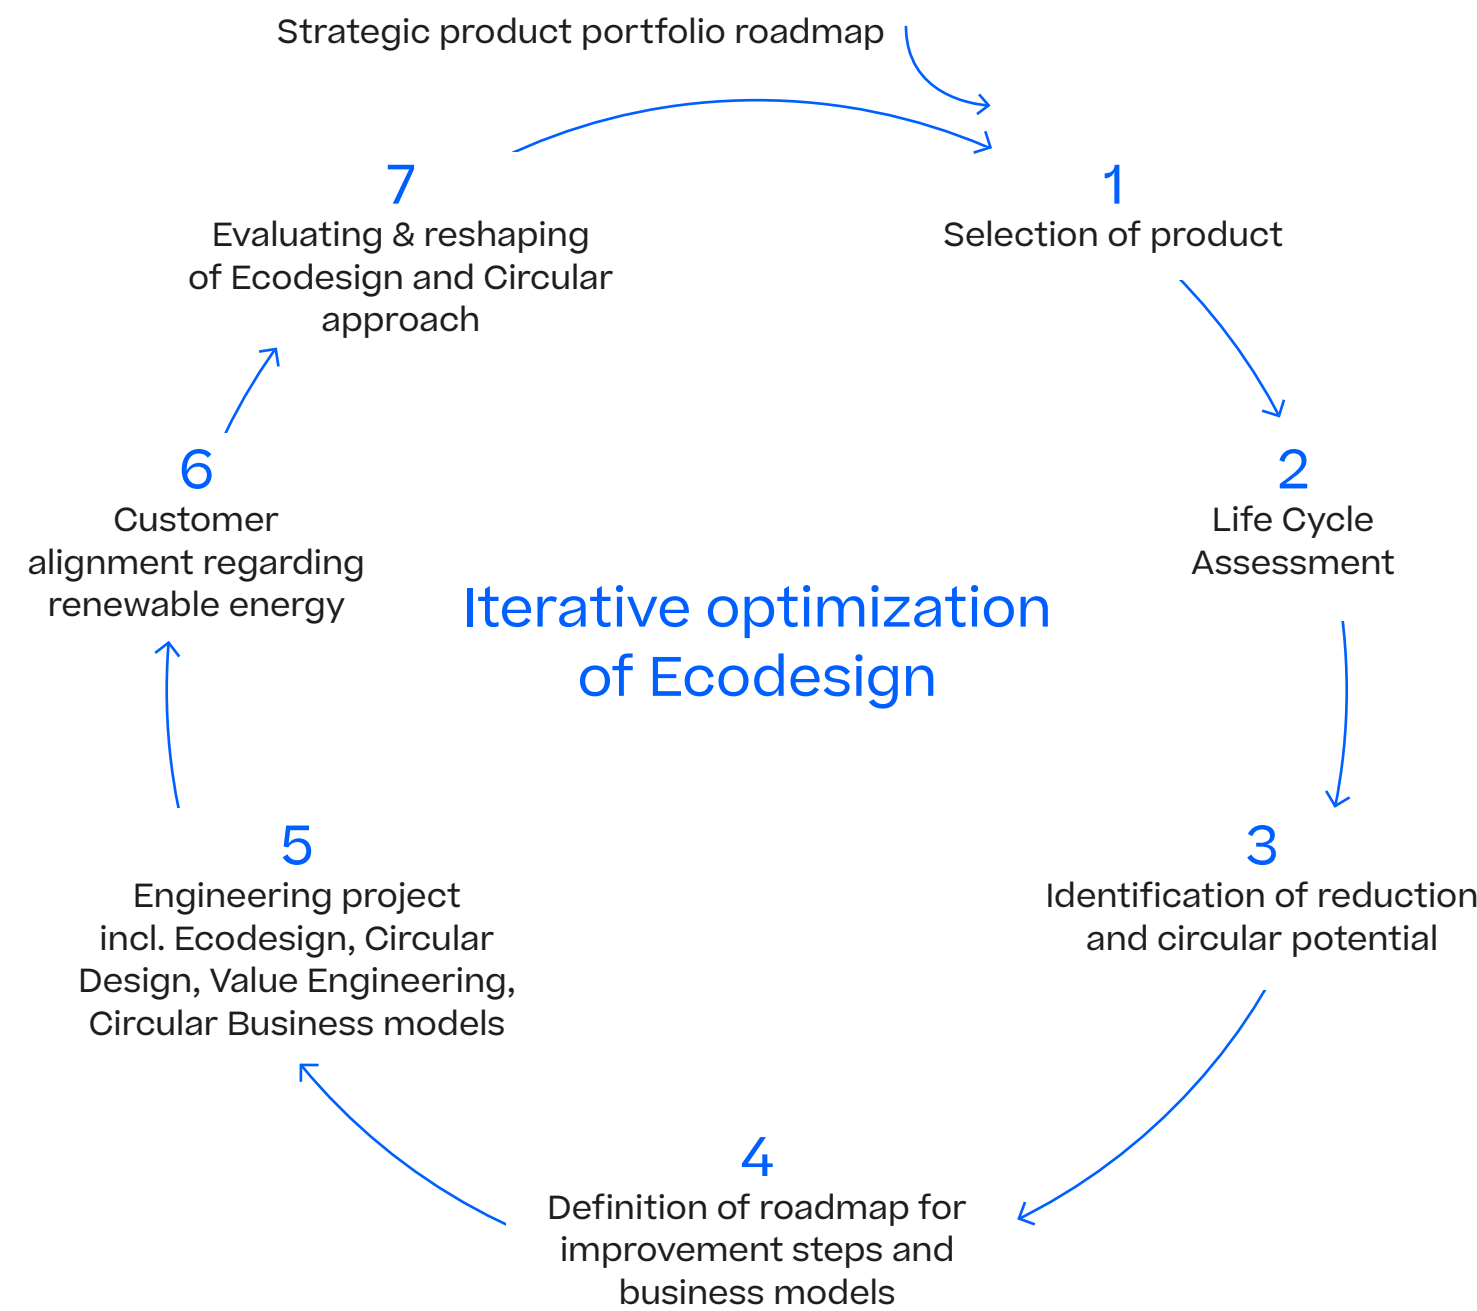 Strategic product portfolio roadmap
1
Selection of product
2
Life Cycle
Assessment
3
Identification of reduction
and circular potential
4
Definition of roadmap for
improvement steps and
business models
5
Engineering project
incl. Ecodesign, Circular
Design, Value Engineering,
Circular Business models
6
Customer
alignment regarding
renewable energy
7
Evaluating & reshaping
of Ecodesign and Circular
approach
Iterative optimization
of Ecodesign